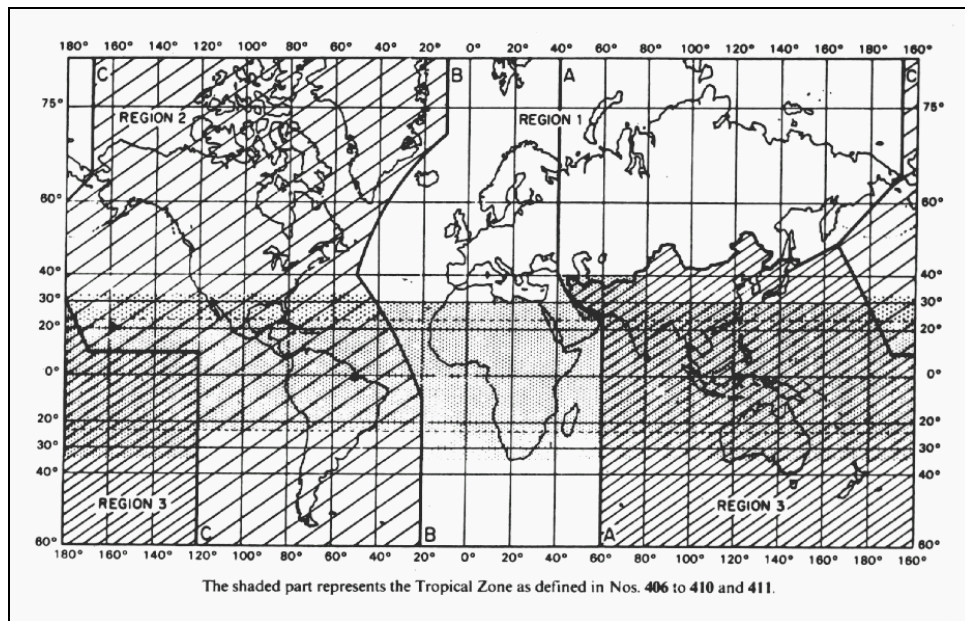 180° 160° 120° 100° 80° 60° 40° 20° 0° 20° 40° 60° 80° 100° 120° 140° 160° 180° 160°
C B A C
75° REGION 2 REGION 1 75°
60° 60°
40° 40°
30° 30°
20° 20°
0° 0°
20° 20°
30° 30°
40° 40°
REGION 3 REGION 3
C B A
60° 60°
180° 160° 140° 120° 100° 80° 60° 40° 20° 0° 20° 40° 60° 80° 100° 120° 140° 160° 180° 160°
The shaded part represents the Tropical Zone as defined in Nos. 406 to 410 and 411.